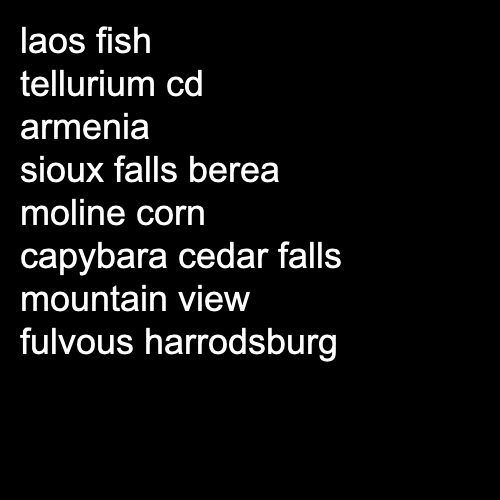 laos fish
tellurium cd
armenia
sioux falls berea
moline corn
capybara cedar falls
mountain view
fulvous harrodsburg